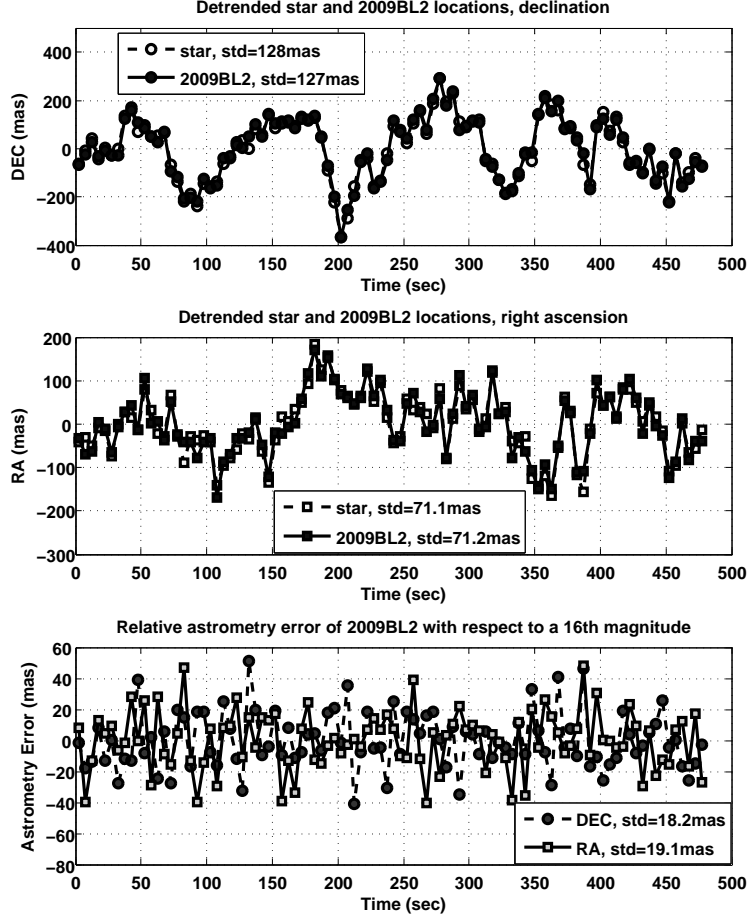 Detrended star and 2009BL2 locations, declination
400
200
0
−200
−400
DEC (mas)
star, std=128mas
2009BL2, std=127mas
0 50 100 150 200 250 300 350 400 450 500
Time (sec)
Detrended star and 2009BL2 locations, right ascension
200
100
0
−100
−200
−300
RA (mas)
star, std=71.1mas
2009BL2, std=71.2mas
0 50 100 150 200 250 300 350 400 450 500
Time (sec)
Relative astrometry error of 2009BL2 with respect to a 16th magnitude
60
40
20
0
−20
−40
−60
−80
Astrometry Error (mas)
DEC, std=18.2mas
RA, std=19.1mas
0 50 100 150 200 250 300 350 400 450 500
Time (sec)